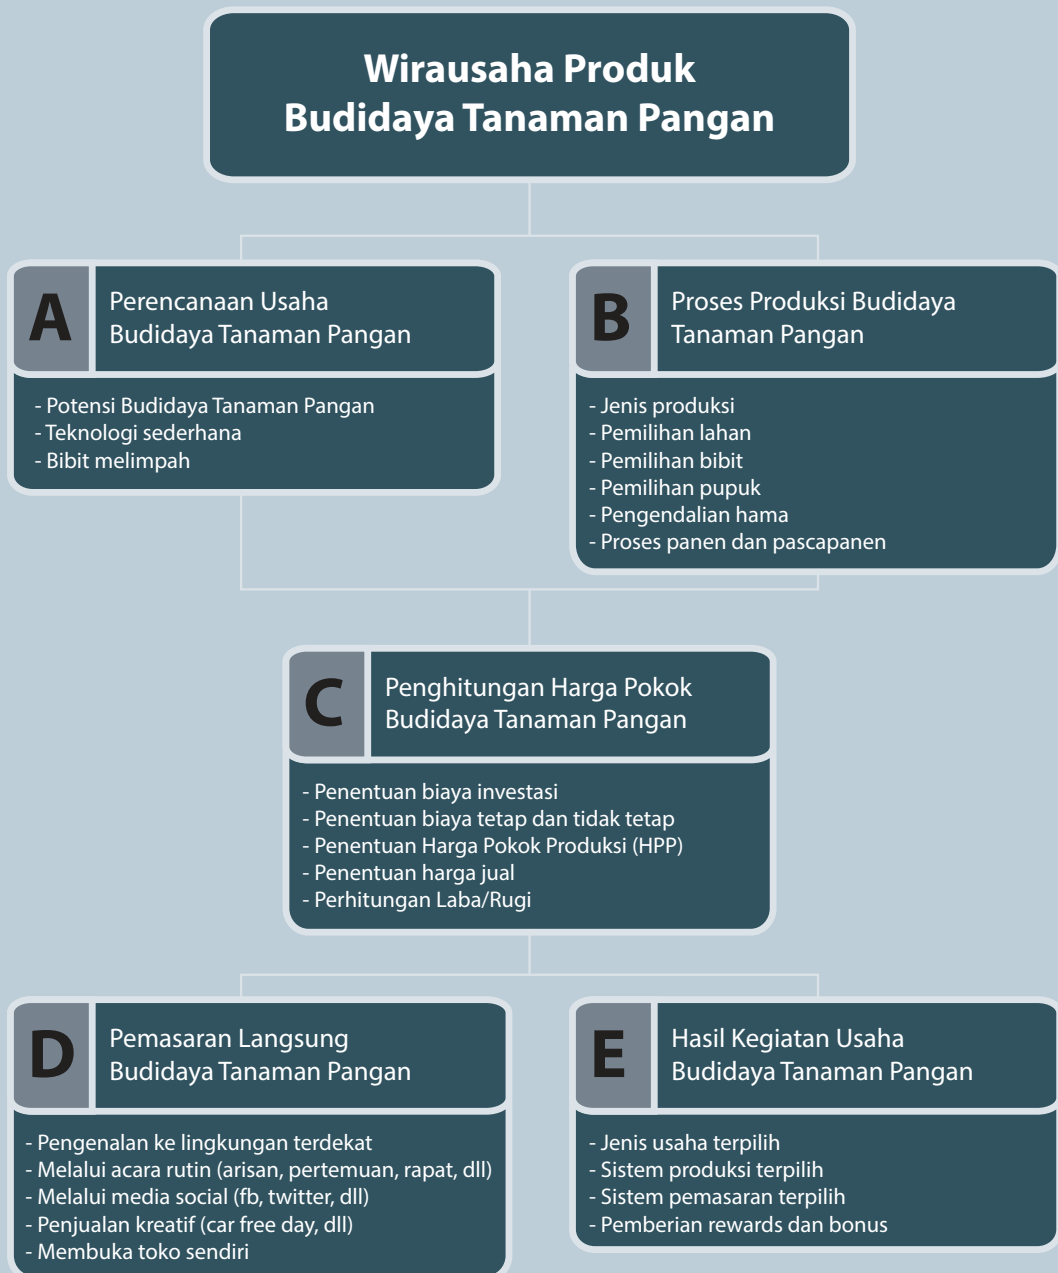 Wirausaha Produk
Budidaya Tanaman Pangan
A
Perencanaan Usaha
Budidaya Tanaman Pangan
- Potensi Budidaya Tanaman Pangan
- Teknologi sederhana
- Bibit melimpah
B
Proses Produksi Budidaya
Tanaman Pangan
- Jenis produksi
- Pemilihan lahan
- Pemilihan bibit
- Pemilihan pupuk
- Pengendalian hama
- Proses panen dan pascapanen
C
Penghitungan Harga Pokok
Budidaya Tanaman Pangan
- Penentuan biaya investasi
- Penentuan biaya tetap dan tidak tetap
- Penentuan Harga Pokok Produksi (HPP)
- Penentuan harga jual
- Perhitungan Laba/Rugi
D
Pemasaran Langsung
Budidaya Tanaman Pangan
- Pengenalan ke lingkungan terdekat
- Melalui acara rutin (arisan, pertemuan, rapat, dll)
- Melalui media social (fb, twitter, dll)
- Penjualan kreatif (car free day, dll)
- Membuka toko sendiri
E
Hasil Kegiatan Usaha
Budidaya Tanaman Pangan
- Jenis usaha terpilih
- Sistem produksi terpilih
- Sistem pemasaran terpilih
- Pemberian rewards dan bonus